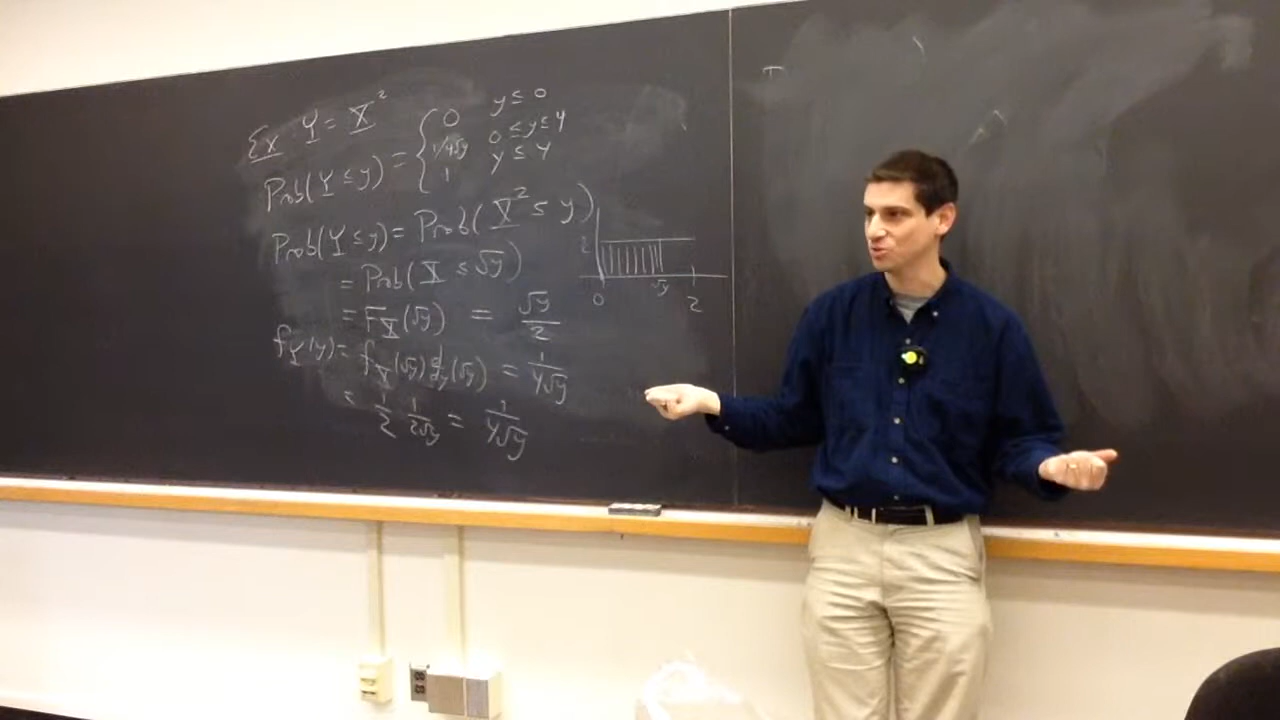 Ex: Y = X²
Prob(Y ≤ y) = { 0 y ≤ 0
1/4√y 0 ≤ y ≤ 4
1 y ≤ 4
Prob(Y ≤ y) = Prob(X² ≤ y)
= Prob(X ≤ √y)
= F_X(√y) = √y/2
f_Y(y) = f_X(√y) d/dy(√y) = 1/4√y
= 1/2 1/2√y = 1/4√y
0 √y 2